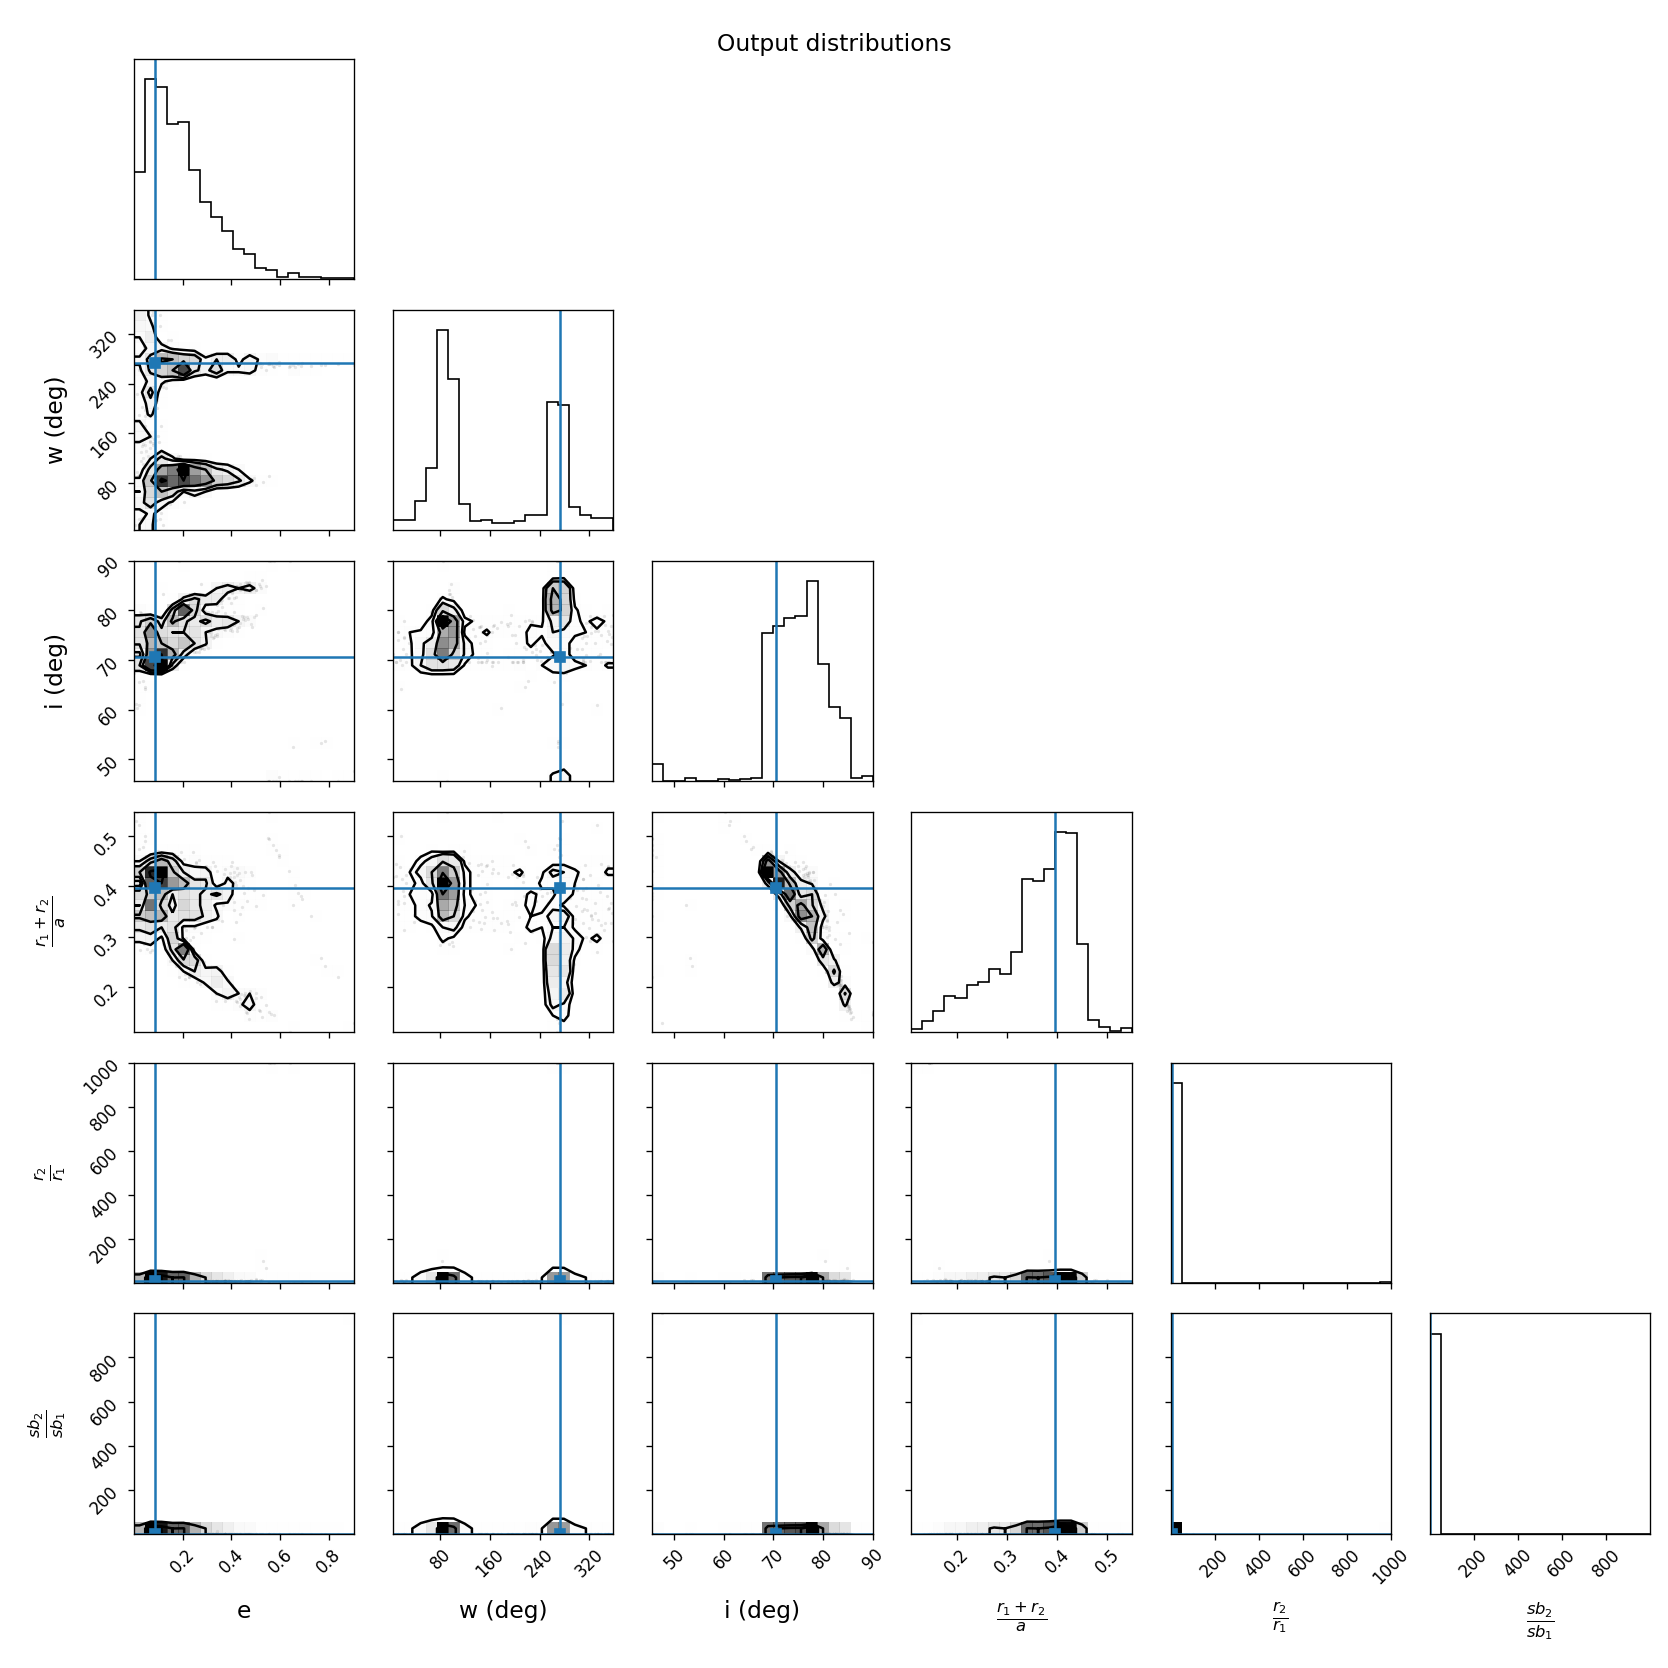 Output distributions
w (deg)
320
240
160
80
i (deg)
90
80
70
60
50
r₁ + r₂
a
0.5
0.4
0.3
0.2
r₂
r₁
1000
800
600
400
200
sb₂
sb₁
800
600
400
200
0.2 0.4 0.6 0.8
80 160 240 320
50 60 70 80 90
0.2 0.3 0.4 0.5
200 400 600 800 1000
200 400 600 800
e
w (deg)
i (deg)
r₁ + r₂
a
r₂
r₁
sb₂
sb₁